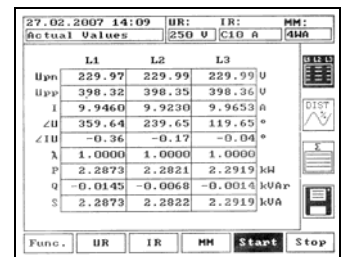 27.02.2007 14:09 UR: IR: MM:
Actual Values 250 U C10 A 4WA
L1 L2 L3
Upn 229.97 229.99 229.99 U
Upp 398.32 398.35 398.36 U
I 9.9460 9.9230 9.9653 A
∠U 359.64 239.65 119.65 °
∠IU -0.36 -0.17 -0.04 °
λ 1.0000 1.0000 1.0000
P 2.2873 2.2821 2.2919 kW
Q -0.0145 -0.0068 -0.0014 kVAr
S 2.2873 2.2822 2.2919 kVA
L1 L2 L3
DIST
Σ
Func. UR IR MM Start Stop